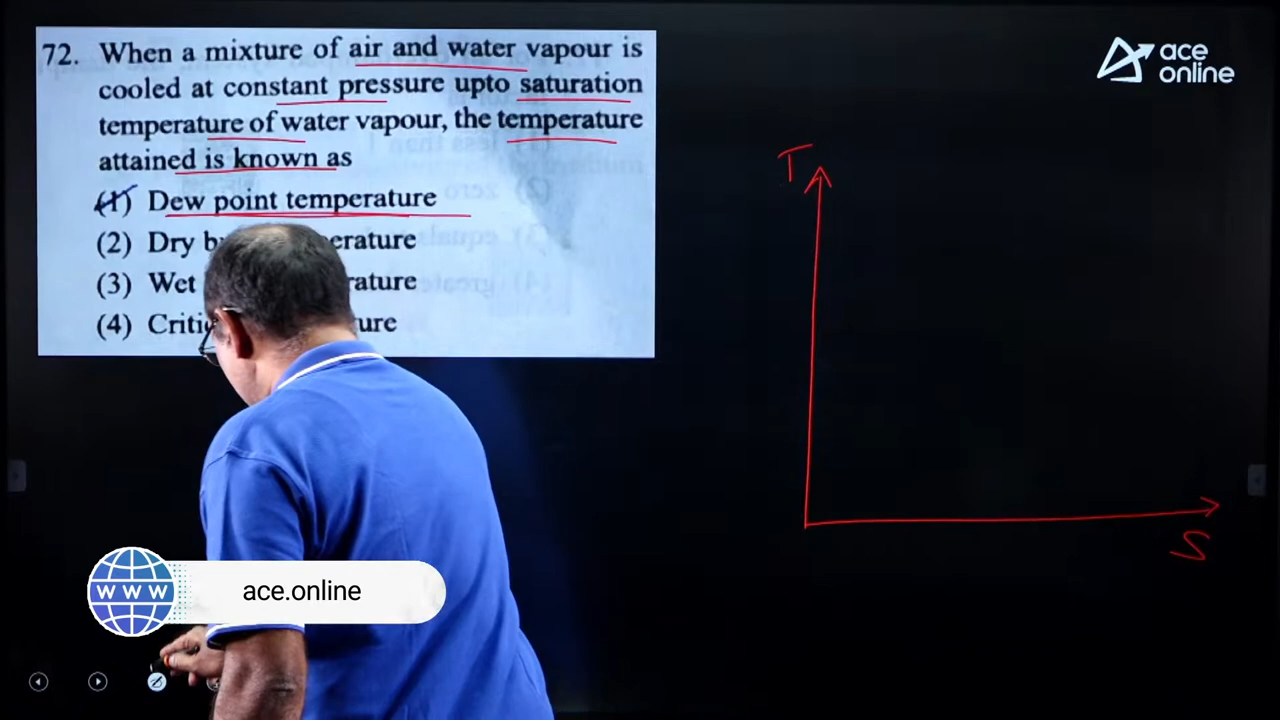 72. When a mixture of air and water vapour is
cooled at constant pressure upto saturation
temperature of water vapour, the temperature
attained is known as
(1) Dew point temperature
(2) Dry b erature
(3) Wet rature
(4) Critic ure
ace
online
T
S
WWW
ace.online